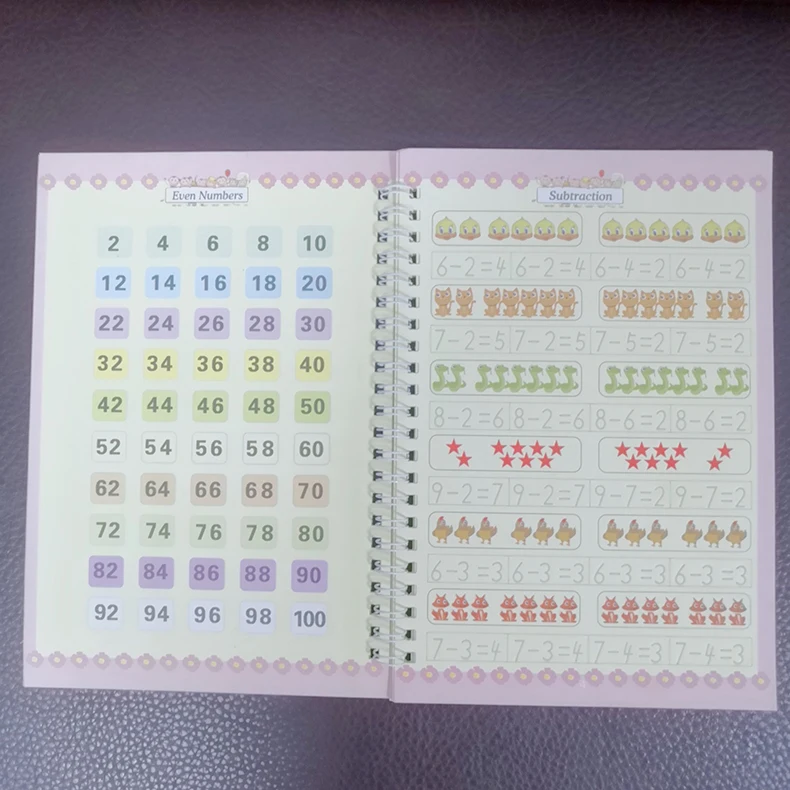 Even Numbers
2 4 6 8 10
12 14 16 18 20
22 24 26 28 30
32 34 36 38 40
42 44 46 48 50
52 54 56 58 60
62 64 66 68 70
72 74 76 78 80
82 84 86 88 90
92 94 96 98 100
Subtraction
6-2=4 6-2=4 6-4=2 6-4=2
7-2=5 7-2=5 7-5=2 7-5=2
8-2=6 8-2=6 8-6=2 8-6=2
9-2=7 9-2=7 9-7=2 9-7=2
6-3=3 6-3=3 6-3=3 6-3=3
7-3=4 7-3=4 7-4=3 7-4=3